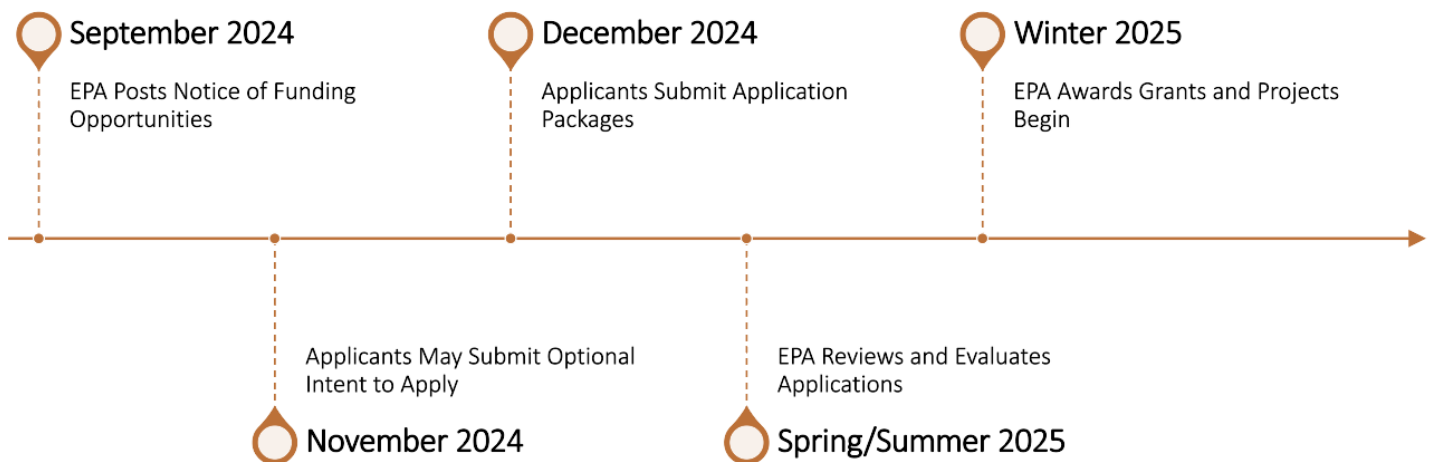 September 2024
EPA Posts Notice of Funding
Opportunities
December 2024
Applicants Submit Application
Packages
Winter 2025
EPA Awards Grants and Projects
Begin
Applicants May Submit Optional
Intent to Apply
November 2024
EPA Reviews and Evaluates
Applications
Spring/Summer 2025